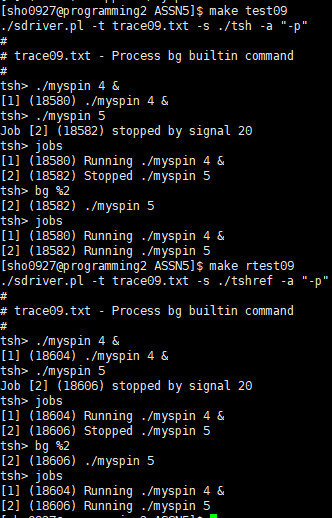 [sho0927@programming2 ASSN5]$ make test09
./sdriver.pl -t trace09.txt -s ./tsh -a "-p"
#
# trace09.txt - Process bg builtin command
#
tsh> ./myspin 4 &
[1] (18580) ./myspin 4 &
tsh> ./myspin 5
Job [2] (18582) stopped by signal 20
tsh> jobs
[1] (18580) Running ./myspin 4 &
[2] (18582) Stopped ./myspin 5
tsh> bg %2
[2] (18582) ./myspin 5
tsh> jobs
[1] (18580) Running ./myspin 4 &
[2] (18582) Running ./myspin 5
[sho0927@programming2 ASSN5]$ make rtest09
./sdriver.pl -t trace09.txt -s ./tshref -a "-p"
#
# trace09.txt - Process bg builtin command
#
tsh> ./myspin 4 &
[1] (18604) ./myspin 4 &
tsh> ./myspin 5
Job [2] (18606) stopped by signal 20
tsh> jobs
[1] (18604) Running ./myspin 4 &
[2] (18606) Stopped ./myspin 5
tsh> bg %2
[2] (18606) ./myspin 5
tsh> jobs
[1] (18604) Running ./myspin 4 &
[2] (18606) Running ./myspin 5